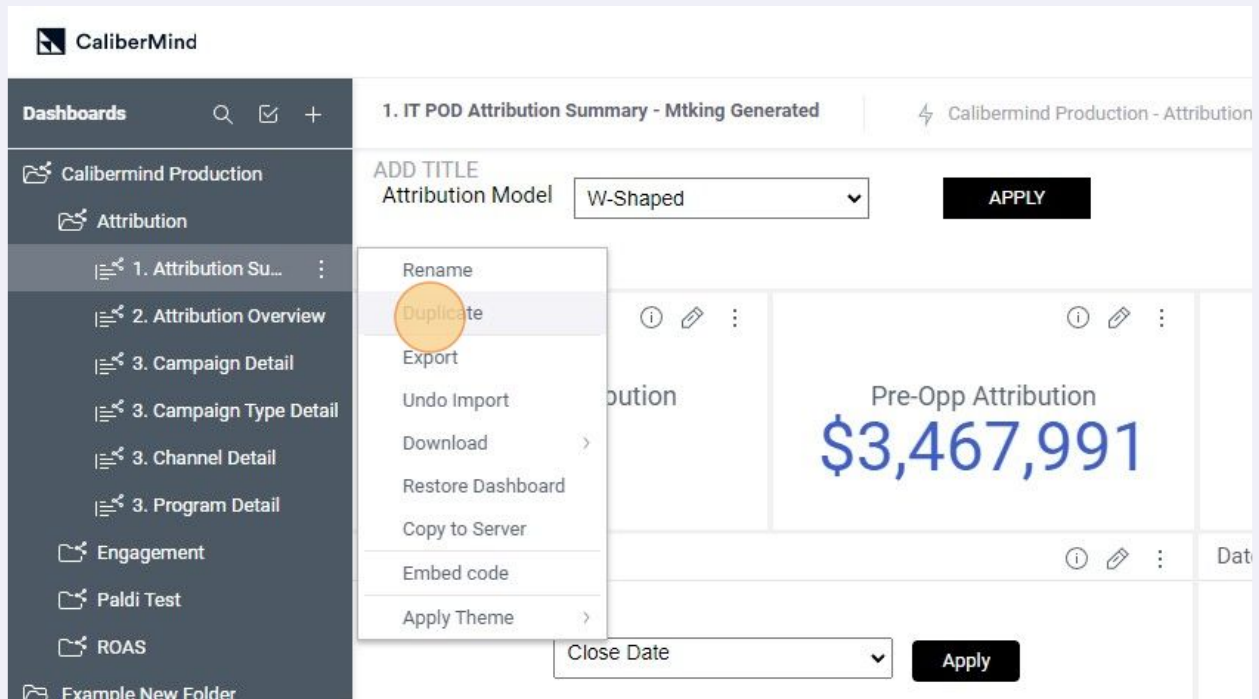 CaliberMind
Dashboards
1. IT POD Attribution Summary - Mtking Generated
Calibermind Production - Attribution
Calibermind Production
Attribution
1. Attribution Su...
2. Attribution Overview
3. Campaign Detail
3. Campaign Type Detail
3. Channel Detail
3. Program Detail
Engagement
Paldi Test
ROAS
Example New Folder
ADD TITLE
Attribution Model
W-Shaped
APPLY
Rename
Duplicate
Export
Undo Import
Download
Restore Dashboard
Copy to Server
Embed code
Apply Theme
bution
Pre-Opp Attribution
$3,467,991
Dat
Close Date
Apply